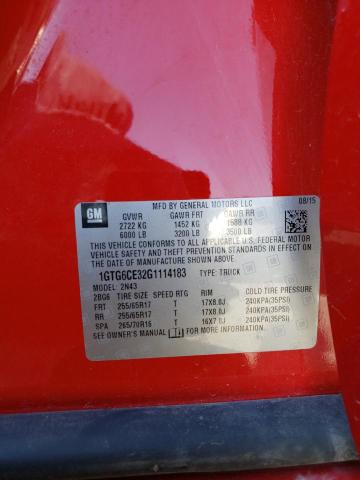 GM
MFD BY GENERAL MOTORS LLC 08/15
GVWR GAWR FRT GAWR RR
2722 KG 1452 KG 1588 KG
6000 LB 3200 LB 3500 LB
THIS VEHICLE CONFORMS TO ALL APPLICABLE U.S. FEDERAL MOTOR
VEHICLE SAFETY AND THEFT PREVENTION STANDARDS IN EFFECT ON
THE DATE OF MANUFACTURE SHOWN ABOVE.
1GTG6CE32G1114183 TYPE: TRUCK
MODEL: 2N43
2BG6 TIRE SIZE SPEED RTG RIM COLD TIRE PRESSURE
FRT 255/65R17 T 17X8.0J 240KPA(35PSI)
RR 255/65R17 T 17X8.0J 240KPA(35PSI)
SPA 265/70R16 T 16X7.0J 240KPA(35PSI)
SEE OWNER'S MANUAL FOR MORE INFORMATION